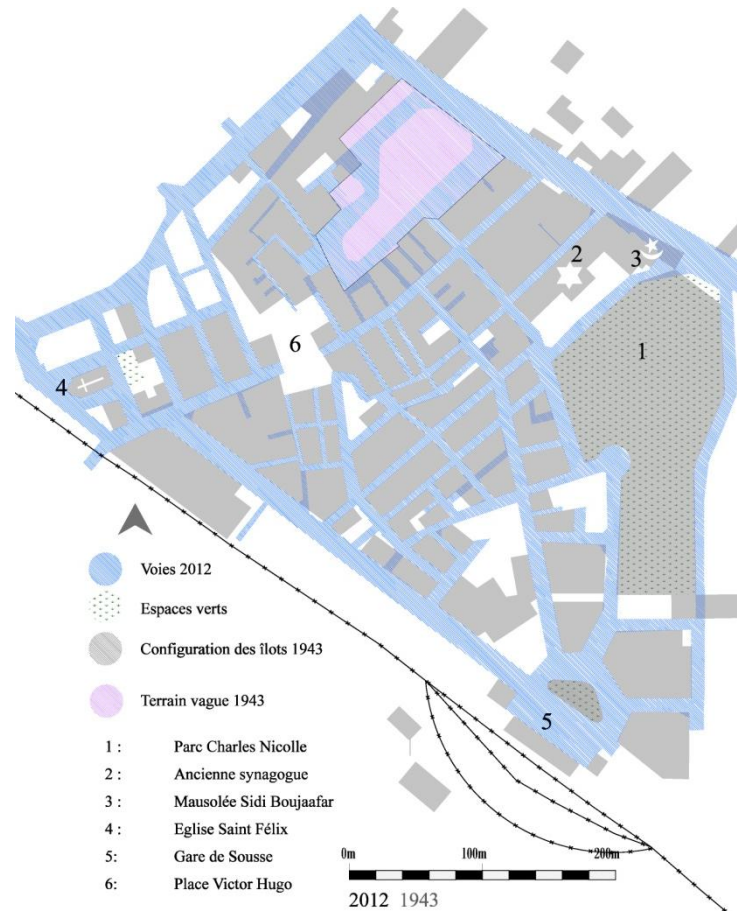 2
3
1
6
4
5
Voies 2012
Espaces verts
Configuration des îlots 1943
Terrain vague 1943
1 : Parc Charles Nicolle
2 : Ancienne synagogue
3 : Mausolée Sidi Boujaafar
4 : Eglise Saint Félix
5: Gare de Sousse
6: Place Victor Hugo
0m 100m 200m
2012 1943